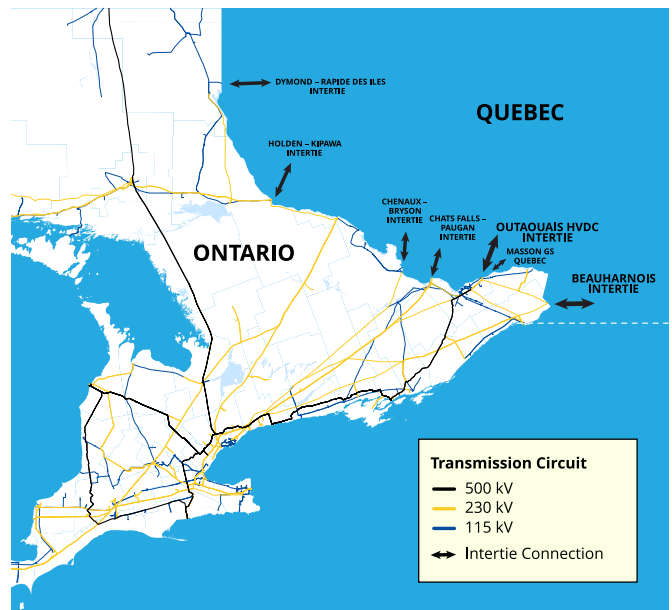 DYMOND – RAPIDE DES ILES
INTERTIE
QUEBEC
HOLDEN – KIPAWA
INTERTIE
CHENAUX –
BRYSON
INTERTIE
CHATS FALLS –
PAUGAN
INTERTIE
OUTAOUAIS HVDC
INTERTIE
MASSON GS
QUEBEC
ONTARIO
BEAUHARNOIS
INTERTIE
Transmission Circuit
500 kV
230 kV
115 kV
Intertie Connection